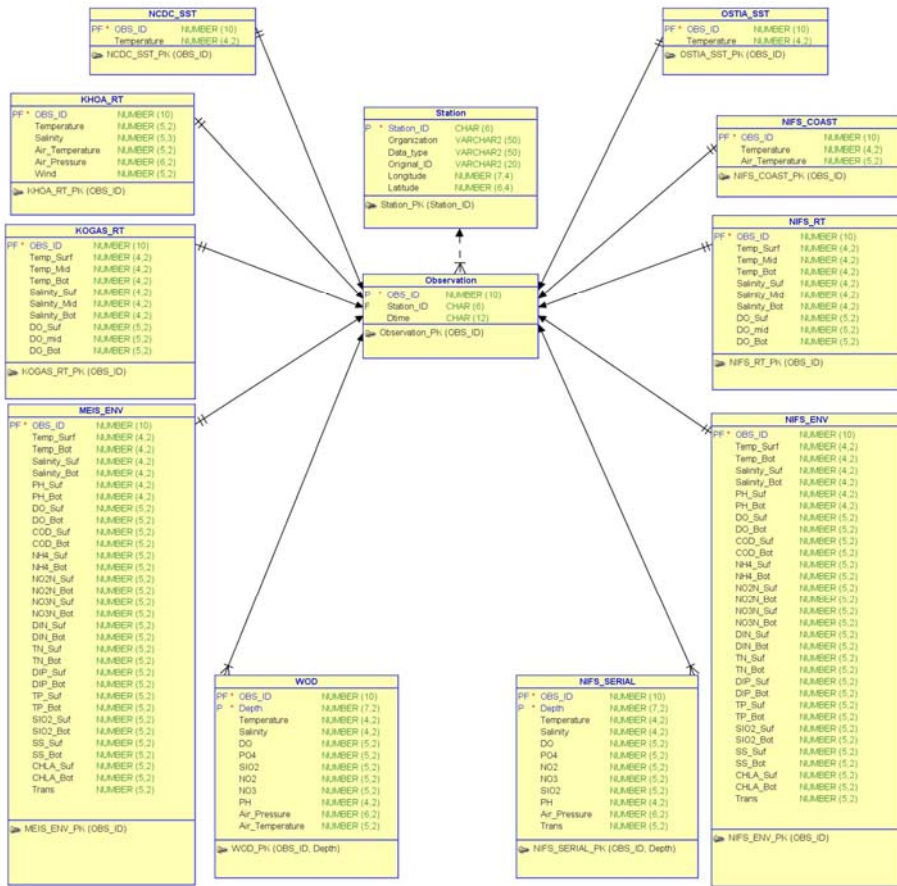 NCDC_SST
PF * OBS_ID NUMBER (10)
Temperature NUMBER (4,2)
NCDC_SST_PK (OBS_ID)
OSTIA_SST
PF * OBS_ID NUMBER (10)
Temperature NUMBER (4,2)
OSTIA_SST_PK (OBS_ID)
KHOA_RT
PF * OBS_ID NUMBER (10)
Temperature NUMBER (5,2)
Salinity NUMBER (5,3)
Air_Temperature NUMBER (5,2)
Air_Pressure NUMBER (6,2)
Wind NUMBER (5,2)
KHOA_RT_PK (OBS_ID)
Station
P * Station_ID CHAR (6)
Organization VARCHAR2 (50)
Data_type VARCHAR2 (50)
Original_ID VARCHAR2 (20)
Longitude NUMBER (7,4)
Latitude NUMBER (6,4)
Station_PK (Station_ID)
NIFS_COAST
PF * OBS_ID NUMBER (10)
Temperature NUMBER (4,2)
Air_Temperature NUMBER (5,2)
NIFS_COAST_PK (OBS_ID)
KOGAS_RT
PF * OBS_ID NUMBER (10)
Temp_Surf NUMBER (4,2)
Temp_Mid NUMBER (4,2)
Temp_Bot NUMBER (4,2)
Salinity_Suf NUMBER (4,2)
Salinity_Mid NUMBER (4,2)
Salinity_Bot NUMBER (4,2)
DO_Suf NUMBER (5,2)
DO_mid NUMBER (5,2)
DO_Bot NUMBER (5,2)
KOGAS_RT_PK (OBS_ID)
Observation
P * OBS_ID NUMBER (10)
F Station_ID CHAR (6)
Dtime CHAR (12)
Observation_PK (OBS_ID)
NIFS_RT
PF * OBS_ID NUMBER (10)
Temp_Surf NUMBER (4,2)
Temp_Mid NUMBER (4,2)
Temp_Bot NUMBER (4,2)
Salinity_Suf NUMBER (4,2)
Salinity_Mid NUMBER (4,2)
Salinity_Bot NUMBER (4,2)
DO_Suf NUMBER (5,2)
DO_mid NUMBER (5,2)
DO_Bot NUMBER (5,2)
NIFS_RT_PK (OBS_ID)
MEIS_ENV
PF * OBS_ID NUMBER (10)
Temp_Surf NUMBER (4,2)
Temp_Bot NUMBER (4,2)
Salinity_Suf NUMBER (4,2)
Salinity_Bot NUMBER (4,2)
PH_Suf NUMBER (4,2)
PH_Bot NUMBER (4,2)
DO_Suf NUMBER (5,2)
DO_Bot NUMBER (5,2)
COD_Suf NUMBER (5,2)
COD_Bot NUMBER (5,2)
NH4_Suf NUMBER (5,2)
NH4_Bot NUMBER (5,2)
NO2N_Suf NUMBER (5,2)
NO2N_Bot NUMBER (5,2)
NO3N_Suf NUMBER (5,2)
NO3N_Bot NUMBER (5,2)
DIN_Suf NUMBER (5,2)
DIN_Bot NUMBER (5,2)
TN_Suf NUMBER (5,2)
TN_Bot NUMBER (5,2)
DIP_Suf NUMBER (5,2)
DIP_Bot NUMBER (5,2)
TP_Suf NUMBER (5,2)
TP_Bot NUMBER (5,2)
SIO2_Suf NUMBER (5,2)
SIO2_Bot NUMBER (5,2)
SS_Suf NUMBER (5,2)
SS_Bot NUMBER (5,2)
CHLA_Suf NUMBER (5,2)
CHLA_Bot NUMBER (5,2)
Trans NUMBER (5,2)
MEIS_ENV_PK (OBS_ID)
NIFS_ENV
PF * OBS_ID NUMBER (10)
Temp_Surf NUMBER (4,2)
Temp_Bot NUMBER (4,2)
Salinity_Suf NUMBER (4,2)
Salinity_Bot NUMBER (4,2)
PH_Suf NUMBER (4,2)
PH_Bot NUMBER (4,2)
DO_Suf NUMBER (5,2)
DO_Bot NUMBER (5,2)
COD_Suf NUMBER (5,2)
COD_Bot NUMBER (5,2)
NH4_Suf NUMBER (5,2)
NH4_Bot NUMBER (5,2)
NO2N_Suf NUMBER (5,2)
NO2N_Bot NUMBER (5,2)
NO3N_Suf NUMBER (5,2)
NO3N_Bot NUMBER (5,2)
DIN_Suf NUMBER (5,2)
DIN_Bot NUMBER (5,2)
TN_Suf NUMBER (5,2)
TN_Bot NUMBER (5,2)
DIP_Suf NUMBER (5,2)
DIP_Bot NUMBER (5,2)
TP_Suf NUMBER (5,2)
TP_Bot NUMBER (5,2)
SIO2_Suf NUMBER (5,2)
SIO2_Bot NUMBER (5,2)
SS_Suf NUMBER (5,2)
SS_Bot NUMBER (5,2)
CHLA_Suf NUMBER (5,2)
CHLA_Bot NUMBER (5,2)
Trans NUMBER (5,2)
NIFS_ENV_PK (OBS_ID)
WOD
PF * OBS_ID NUMBER (10)
P * Depth NUMBER (7,2)
Temperature NUMBER (4,2)
Salinity NUMBER (4,2)
DO NUMBER (5,2)
PO4 NUMBER (5,2)
SIO2 NUMBER (5,2)
NO2 NUMBER (5,2)
NO3 NUMBER (5,2)
PH NUMBER (4,2)
Air_Pressure NUMBER (6,2)
Air_Temperature NUMBER (5,2)
WOD_PK (OBS_ID, Depth)
NIFS_SERIAL
PF * OBS_ID NUMBER (10)
P * Depth NUMBER (7,2)
Temperature NUMBER (4,2)
Salinity NUMBER (4,2)
DO NUMBER (5,2)
PO4 NUMBER (5,2)
NO2 NUMBER (5,2)
NO3 NUMBER (5,2)
SIO2 NUMBER (5,2)
PH NUMBER (4,2)
Air_Pressure NUMBER (6,2)
Trans NUMBER (5,2)
NIFS_SERIAL_PK (OBS_ID, Depth)